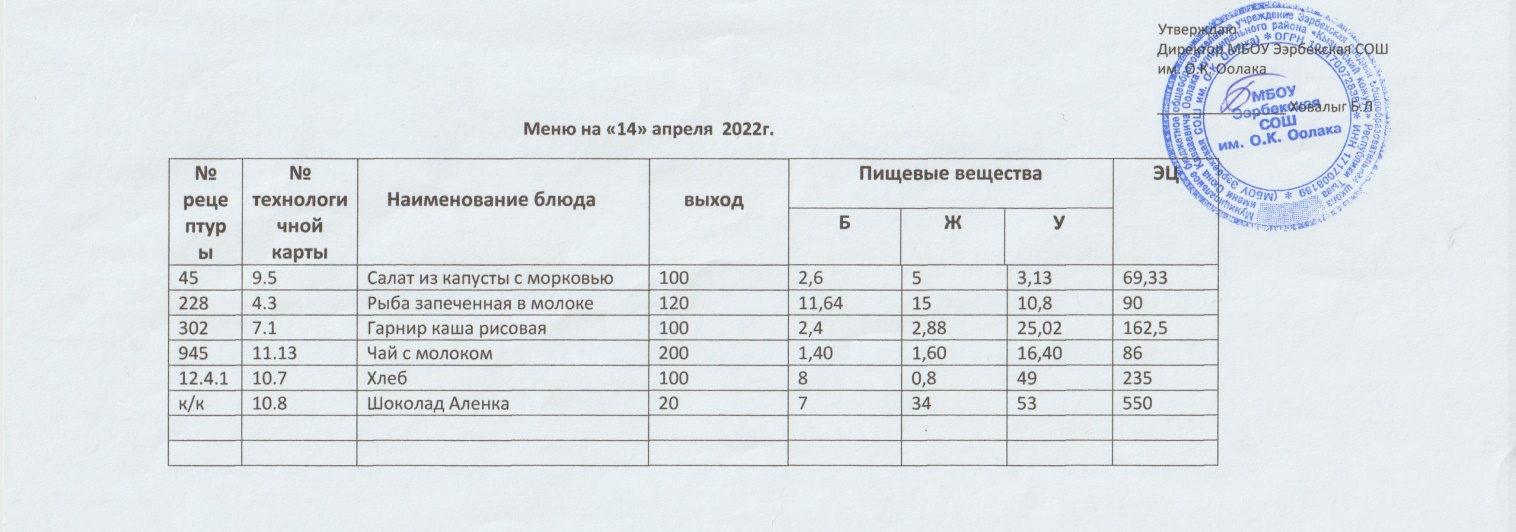 Утверждаю:
Директор МБОУ Ээрбекская СОШ
им. О.К. Оолака
Ховалыг Б.Л
МБОУ
Ээрбекская
СОШ
им. О.К. Оолака
Меню на «14» апреля 2022г.
№ рецептуры № технологичной карты Наименование блюда выход Пищевые вещества ЭЦ
Б Ж У
45 9.5 Салат из капусты с морковью 100 2,6 5 3,13 69,33
228 4.3 Рыба запеченная в молоке 120 11,64 15 10,8 90
302 7.1 Гарнир каша рисовая 100 2,4 2,88 25,02 162,5
945 11.13 Чай с молоком 200 1,40 1,60 16,40 86
12.4.1 10.7 Хлеб 100 8 0,8 49 235
к/к 10.8 Шоколад Аленка 20 7 34 53 550